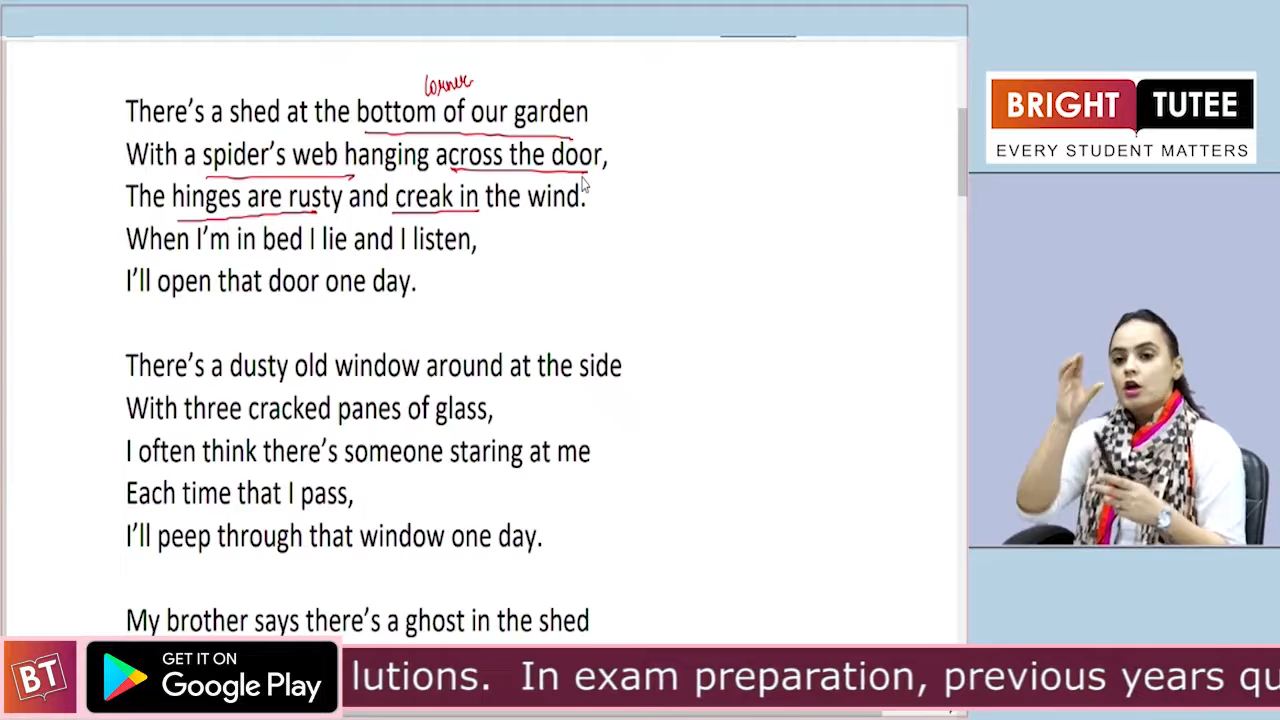 corner
There's a shed at the bottom of our garden
With a spider's web hanging across the door,
The hinges are rusty and creak in the wind.
When I'm in bed I lie and I listen,
I'll open that door one day.
There's a dusty old window around at the side
With three cracked panes of glass,
I often think there's someone staring at me
Each time that I pass,
I'll peep through that window one day.
My brother says there's a ghost in the shed
BRIGHT TUTEE
EVERY STUDENT MATTERS
BT
GET IT ON
Google Play
lutions. In exam preparation, previous years qu